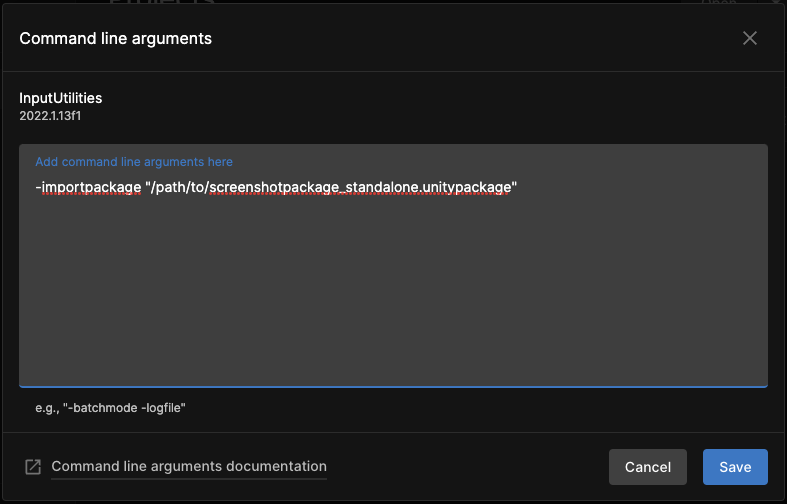 Command line arguments
InputUtilities
2022.1.13f1
Add command line arguments here
-importpackage "/path/to/screenshotpackage_standalone.unitypackage"
e.g., "-batchmode -logfile"
Command line arguments documentation
Cancel
Save